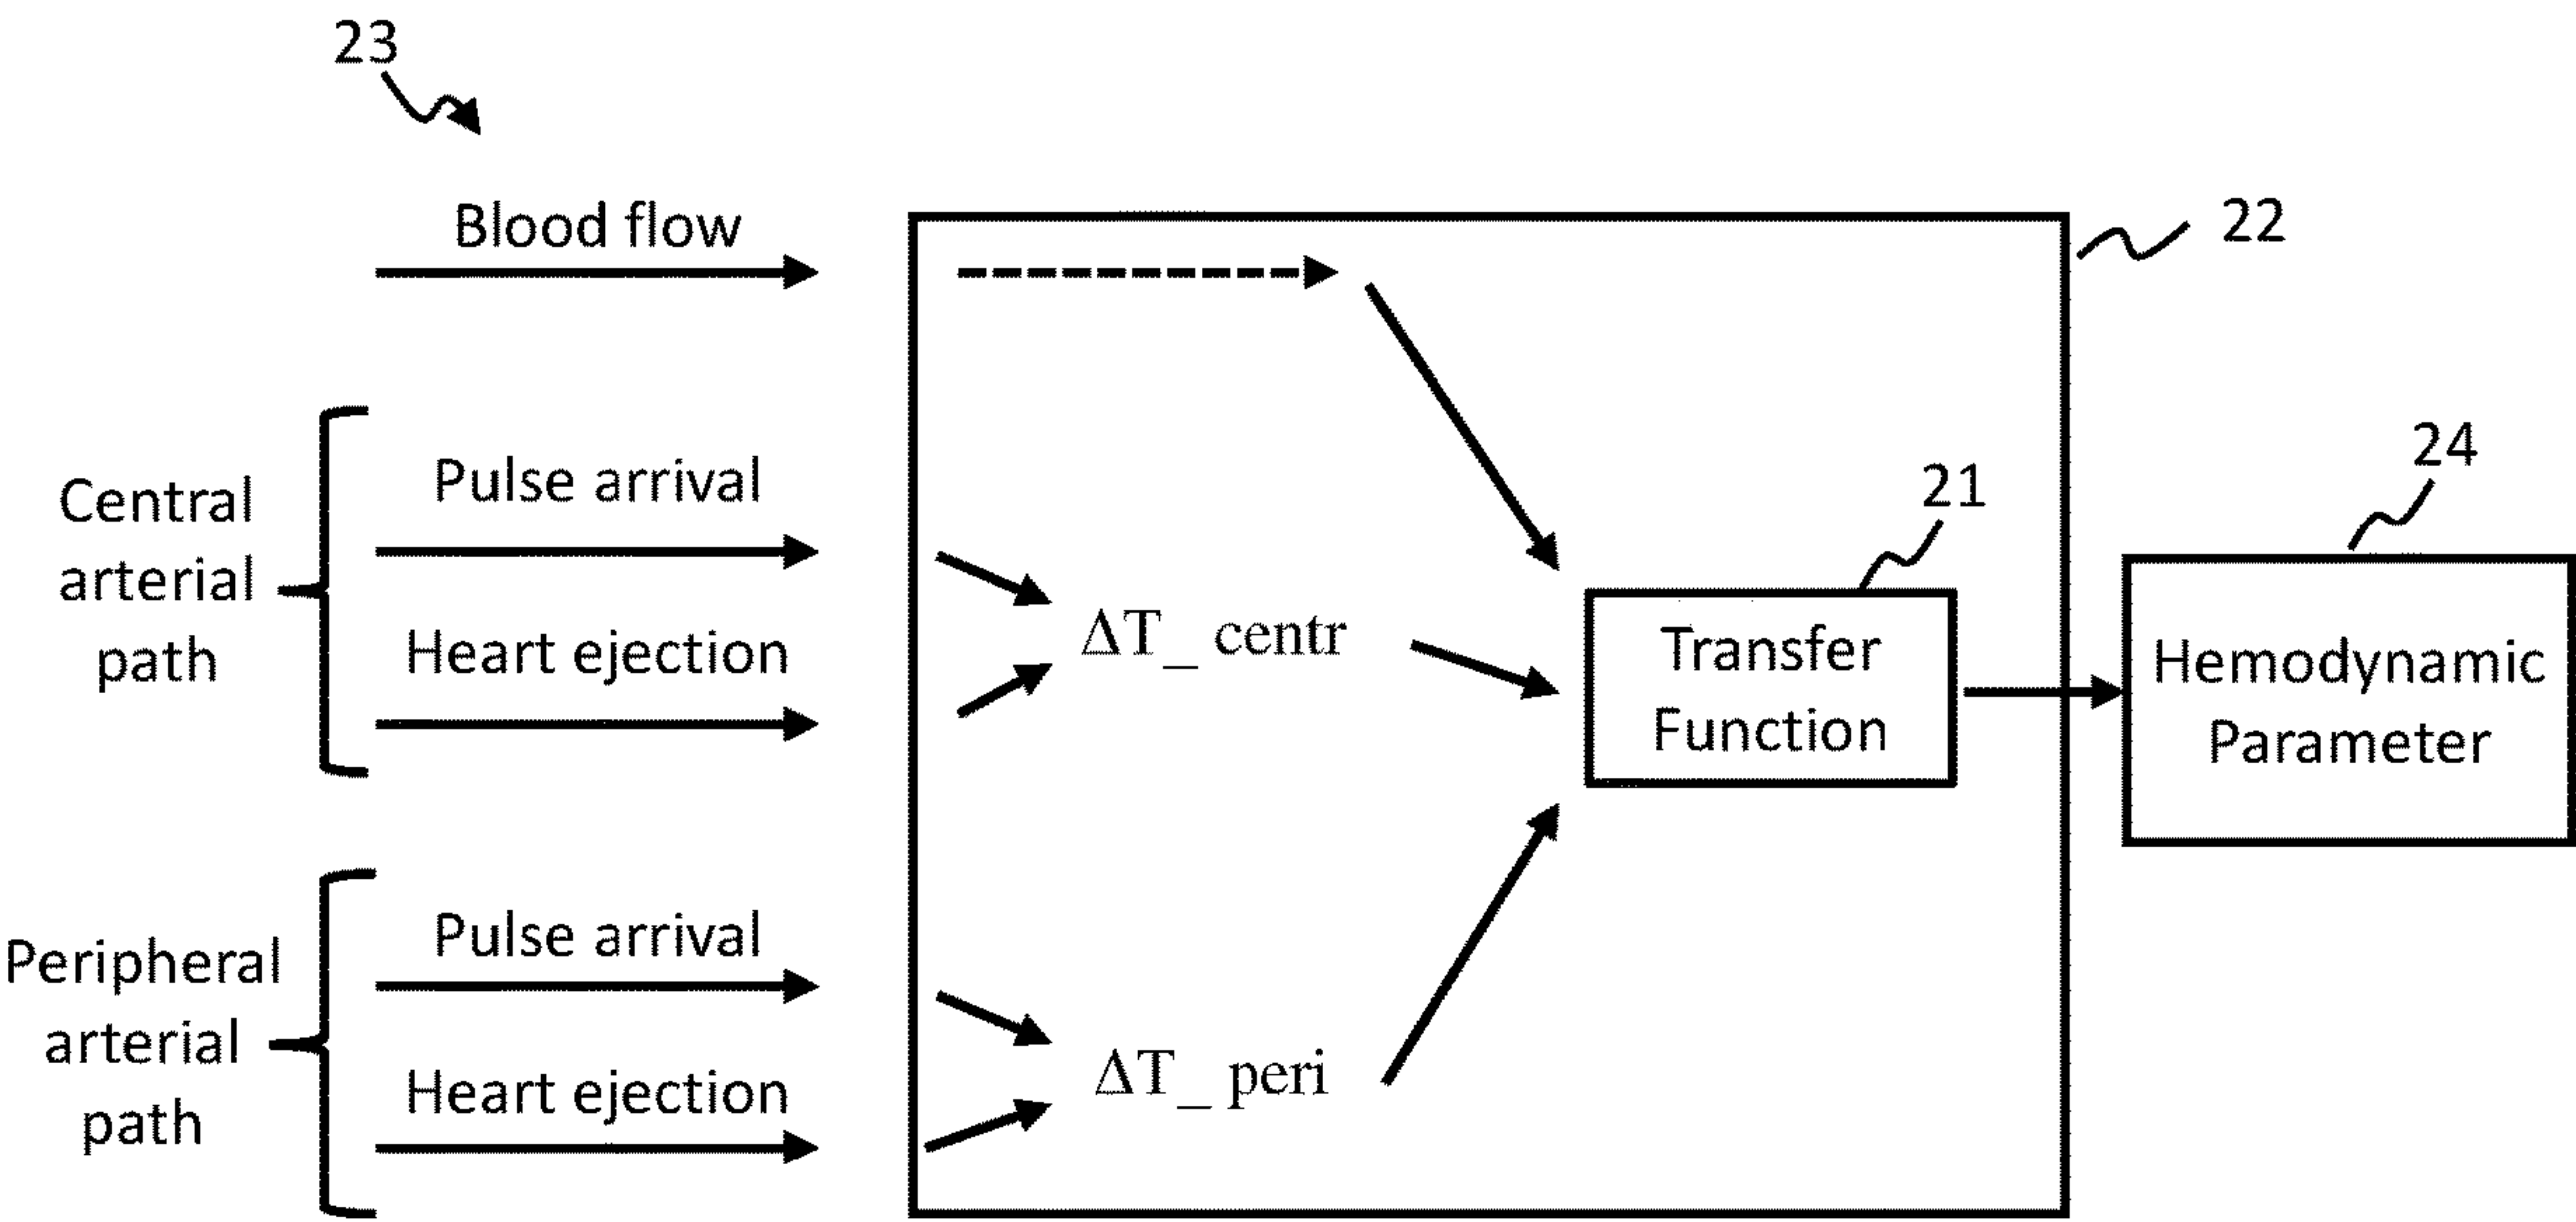 23
Blood flow
22
Central
arterial
path
Pulse arrival
Heart ejection
ΔT_ centr
21
Transfer
Function
24
Hemodynamic
Parameter
Peripheral
arterial
path
Pulse arrival
Heart ejection
ΔT_ peri